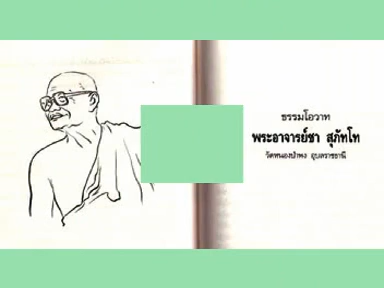 ธรรมโอวาท
พระอาจารย์ชา สุภัทโท
วัดหนองป่าพง อุบลราชธานี